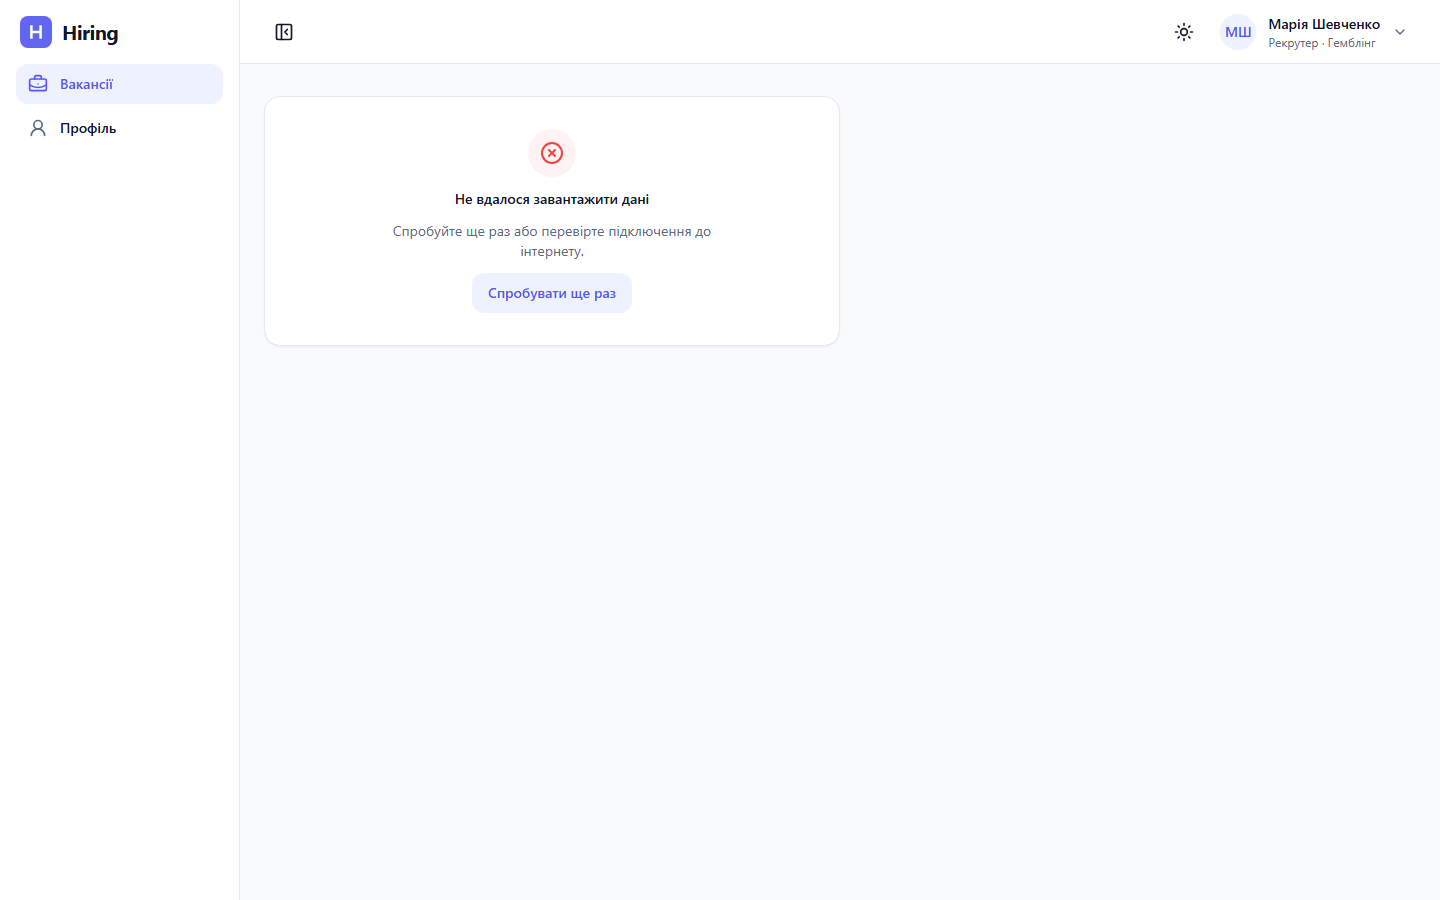 H Hiring
Вакансії
Профіль
МШ
Марія Шевченко
Рекрутер · Гемблінг
Не вдалося завантажити дані
Спробуйте ще раз або перевірте підключення до
інтернету.
Спробувати ще раз